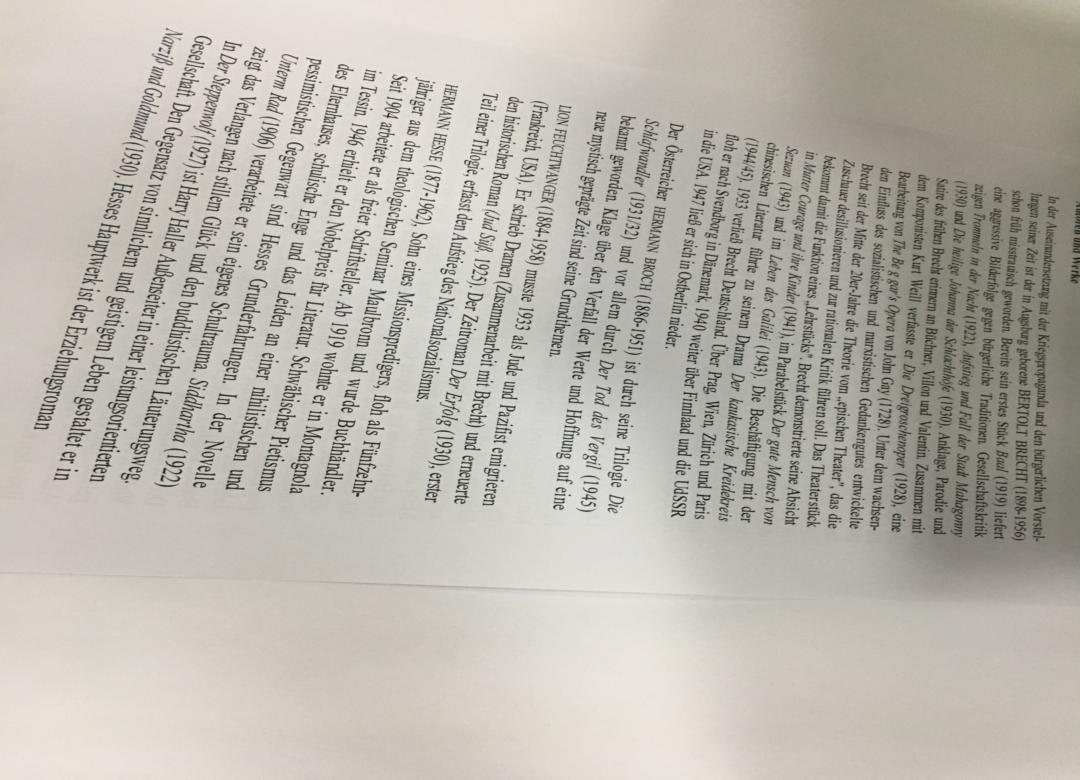 Autoren und Werke
In der Auseinandersetzung mit der Kriegspropaganda und den bürgerlichen Vorstel-
lungen seiner Zeit ist der in Augsburg geborene BERTOLT BRECHT (1898-1956)
schon früh misstrauisch geworden. Bereits sein erstes Stück Baal (1919) liefert
eine aggressive Bilderfolge gegen bürgerliche Traditionen. Gesellschaftskritik
zeigen Trommeln in der Nacht (1922), Aufstieg und Fall der Stadt Mahagonny
(1930) und Die heilige Johanna der Schlachthöfe (1930). Anklage, Parodie und
Satire des frühen Brecht erinnern an Büchner, Villon und Valentin. Zusammen mit
dem Komponisten Kurt Weill verfasste er Die Dreigroschenoper (1928), eine
Bearbeitung von The Beggar's Opera von John Gay (1728). Unter dem wachsen-
den Einfluss des sozialistischen und marxistischen Gedankengutes entwickelte
Brecht seit der Mitte der 20er-Jahre die Theorie vom „epischen Theater", das die
Zuschauer desillusionieren und zur rationalen Kritik führen soll. Das Theaterstück
bekommt damit die Funktion eines „Lehrstücks". Brecht demonstrierte seine Absicht
in Mutter Courage und ihre Kinder (1941), im Parabelstück Der gute Mensch von
Sezuan (1943) und im Leben des Galilei (1943). Die Beschäftigung mit der
chinesischen Literatur führte zu seinem Drama Der kaukasische Kreidekreis
(1944/45). 1933 verließ Brecht Deutschland. Über Prag, Wien, Zürich und Paris
floh er nach Svendborg in Dänemark, 1940 weiter über Finnland und die UdSSR
in die USA. 1947 ließ er sich in Ostberlin nieder.
Der Österreicher HERMANN BROCH (1886-1951) ist durch seine Trilogie Die
Schlafwandler (1931/32) und vor allem durch Der Tod des Vergil (1945)
bekannt geworden. Klage über den Verfall der Werte und Hoffnung auf eine
neue mystisch geprägte Zeit sind seine Grundthemen.
LION FEUCHTWANGER (1884-1958) musste 1933 als Jude und Pazifist emigrieren
(Frankreich, USA). Er schrieb Dramen (Zusammenarbeit mit Brecht) und erneuerte
den historischen Roman (Jud Süß, 1925). Der Zeitroman Der Erfolg (1930), erster
Teil einer Trilogie, erfasst den Aufstieg des Nationalsozialismus.
HERMANN HESSE (1877-1962), Sohn eines Missionspredigers, floh als Fünfzehn-
jähriger aus dem theologischen Seminar Maulbronn und wurde Buchhändler.
Seit 1904 arbeitete er als freier Schriftsteller. Ab 1919 wohnte er in Montagnola
im Tessin. 1946 erhielt er den Nobelpreis für Literatur. Schwäbischer Pietismus
des Elternhauses, schulische Enge und das Leiden an einer nihilistischen und
pessimistischen Gegenwart sind Hesses Grunderfahrungen. In der Novelle
Unterm Rad (1906) verarbeitete er sein eigenes Schultrauma. Siddhartha (1922)
zeigt das Verlangen nach stillem Glück und den buddhistischen Läuterungsweg.
In Der Steppenwolf (1927) ist Harry Haller Außenseiter in einer leistungsorientierten
Gesellschaft. Den Gegensatz von sinnlichem und geistigem Leben gestaltet er in
Narziß und Goldmund (1930), Hesses Hauptwerk ist der Erziehungsroman